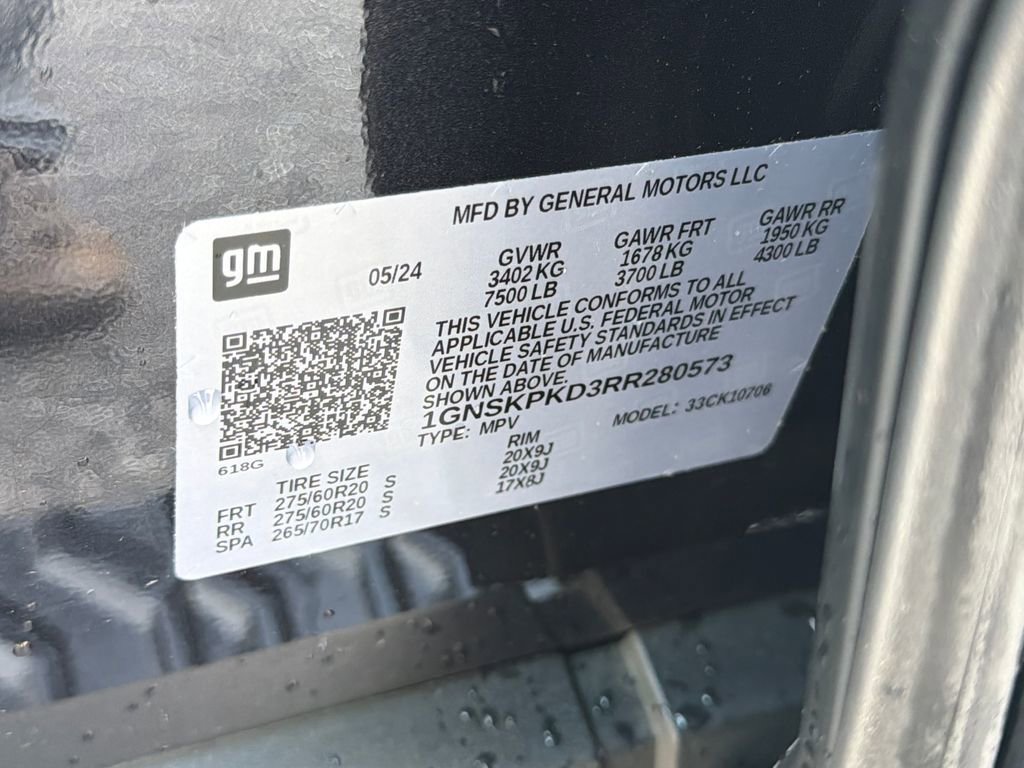 MFD BY GENERAL MOTORS LLC
gm
05/24
GVWR GAWR FRT GAWR RR
3402 KG 1678 KG 1950 KG
7500 LB 3700 LB 4300 LB
THIS VEHICLE CONFORMS TO ALL
APPLICABLE U.S. FEDERAL MOTOR
VEHICLE SAFETY STANDARDS IN EFFECT
ON THE DATE OF MANUFACTURE
SHOWN ABOVE.
1GNSKPKD3RR280573
TYPE: MPV MODEL: 33CK10706
618G
TIRE SIZE RIM
FRT 275/60R20 S 20X9J
RR 275/60R20 S 20X9J
SPA 265/70R17 S 17X8J